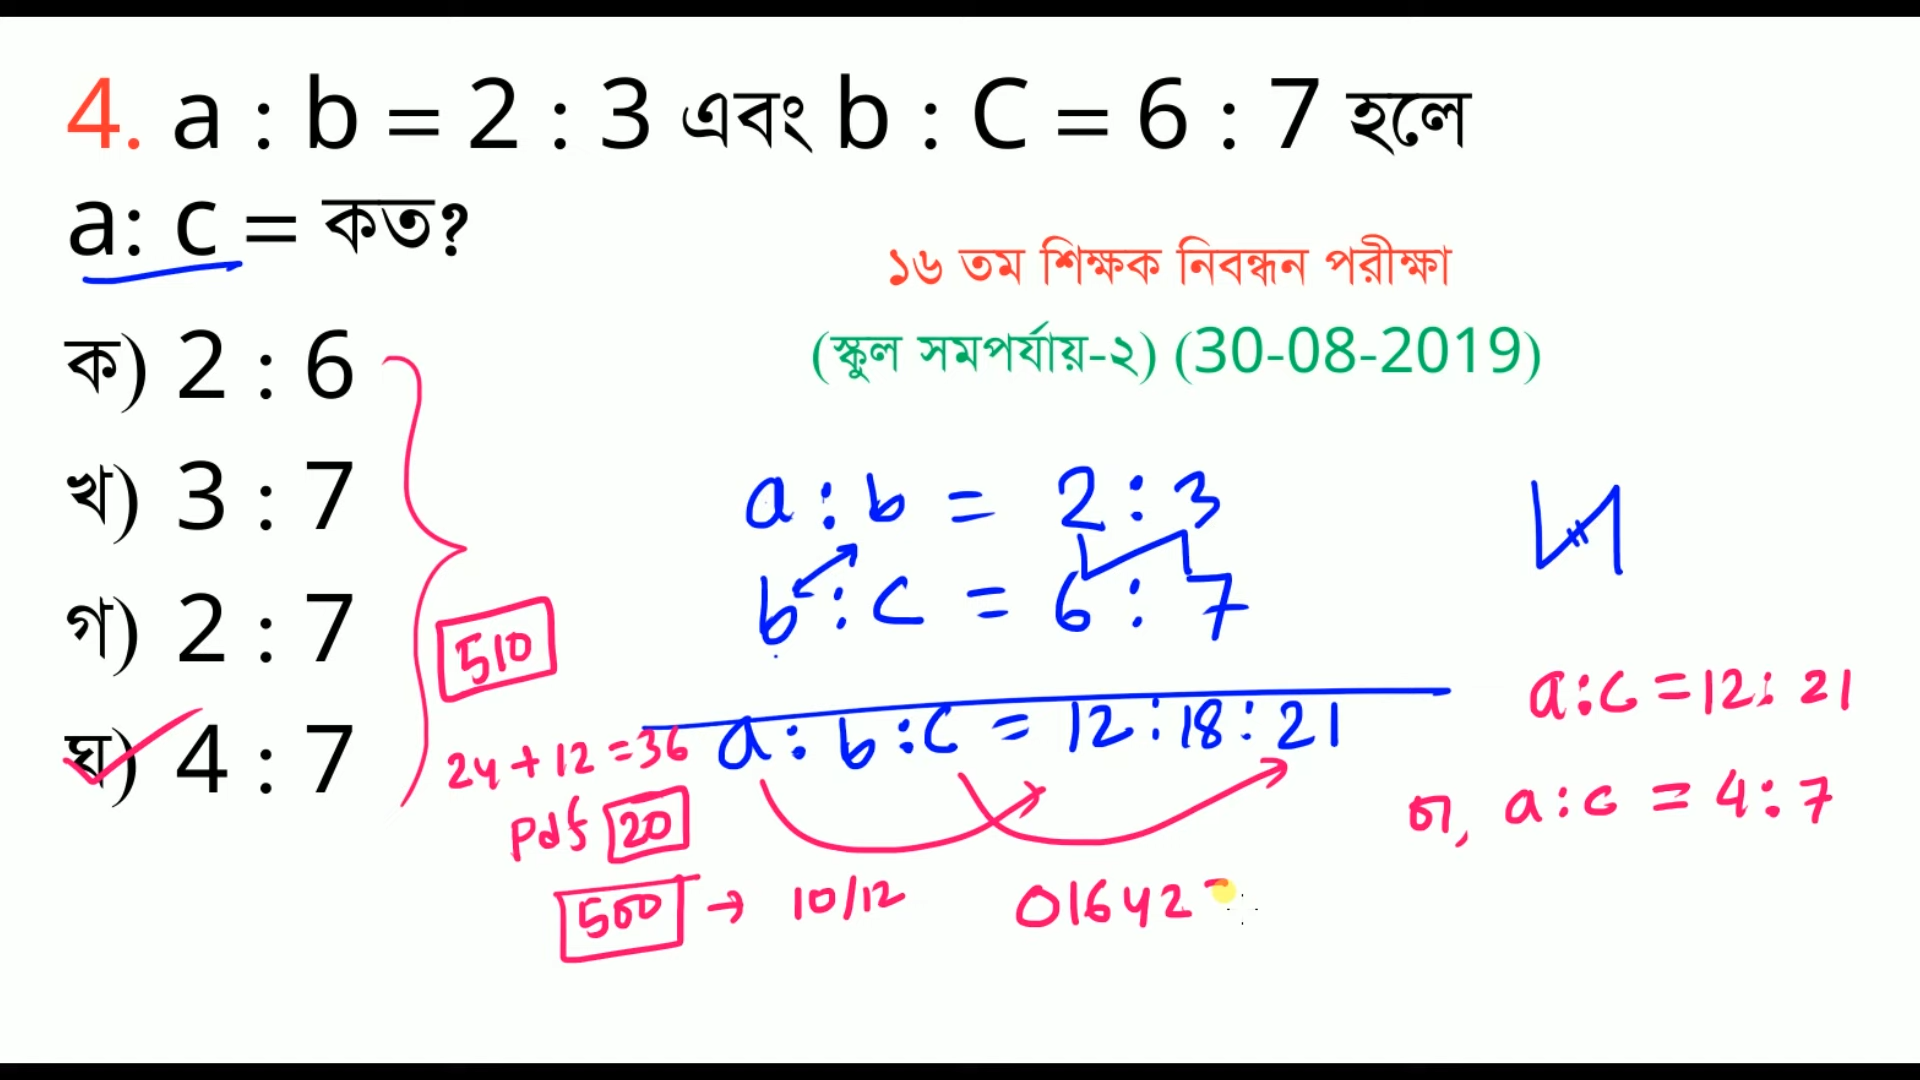 4. a : b = 2 : 3 এবং b : C = 6 : 7 হলে
a: c = কত?
১৬ তম শিক্ষক নিবন্ধন পরীক্ষা
(স্কুল সমপর্যায়-২) (30-08-2019)
ক) 2 : 6
খ) 3 : 7
গ) 2 : 7
ঘ) 4 : 7
a : b = 2 : 3
b : c = 6 : 7
a : b : c = 12 : 18 : 21
a : c = 12 : 21
বা, a : c = 4 : 7
510
24 + 12 = 36
Pdf 20
500 → 10/12
01642